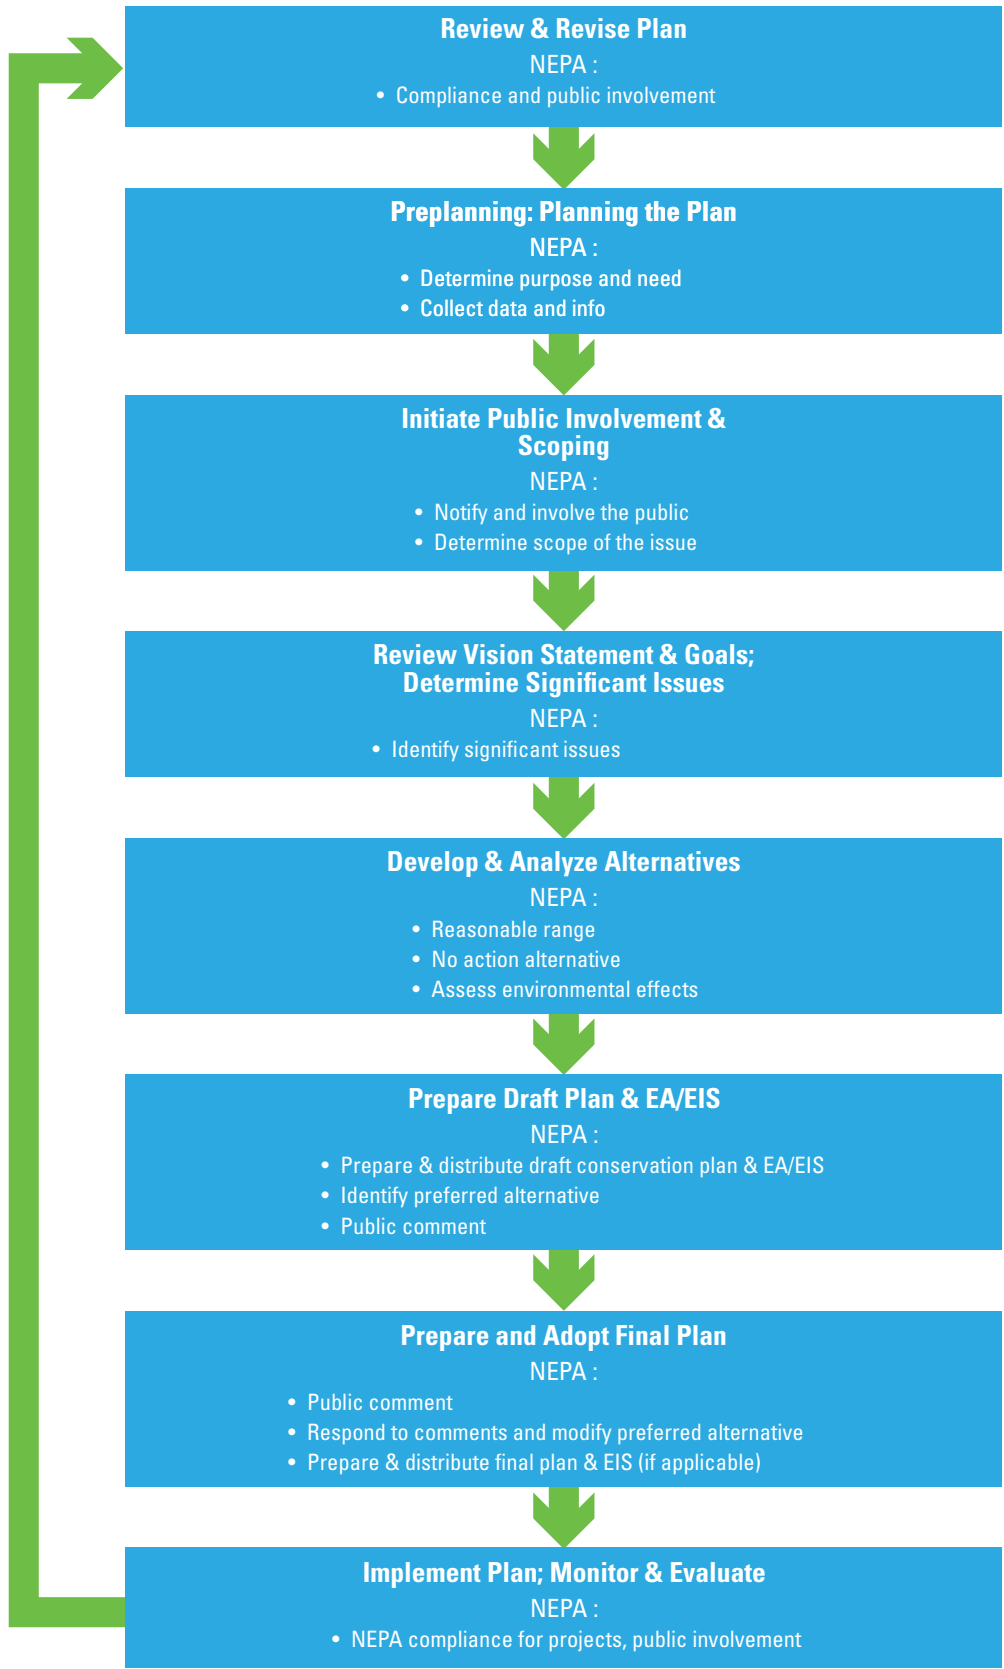 Review & Revise Plan
NEPA :
• Compliance and public involvement
Preplanning: Planning the Plan
NEPA :
• Determine purpose and need
• Collect data and info
Initiate Public Involvement &
Scoping
NEPA :
• Notify and involve the public
• Determine scope of the issue
Review Vision Statement & Goals;
Determine Significant Issues
NEPA :
• Identify significant issues
Develop & Analyze Alternatives
NEPA :
• Reasonable range
• No action alternative
• Assess environmental effects
Prepare Draft Plan & EA/EIS
NEPA :
• Prepare & distribute draft conservation plan & EA/EIS
• Identify preferred alternative
• Public comment
Prepare and Adopt Final Plan
NEPA :
• Public comment
• Respond to comments and modify preferred alternative
• Prepare & distribute final plan & EIS (if applicable)
Implement Plan; Monitor & Evaluate
NEPA :
• NEPA compliance for projects, public involvement